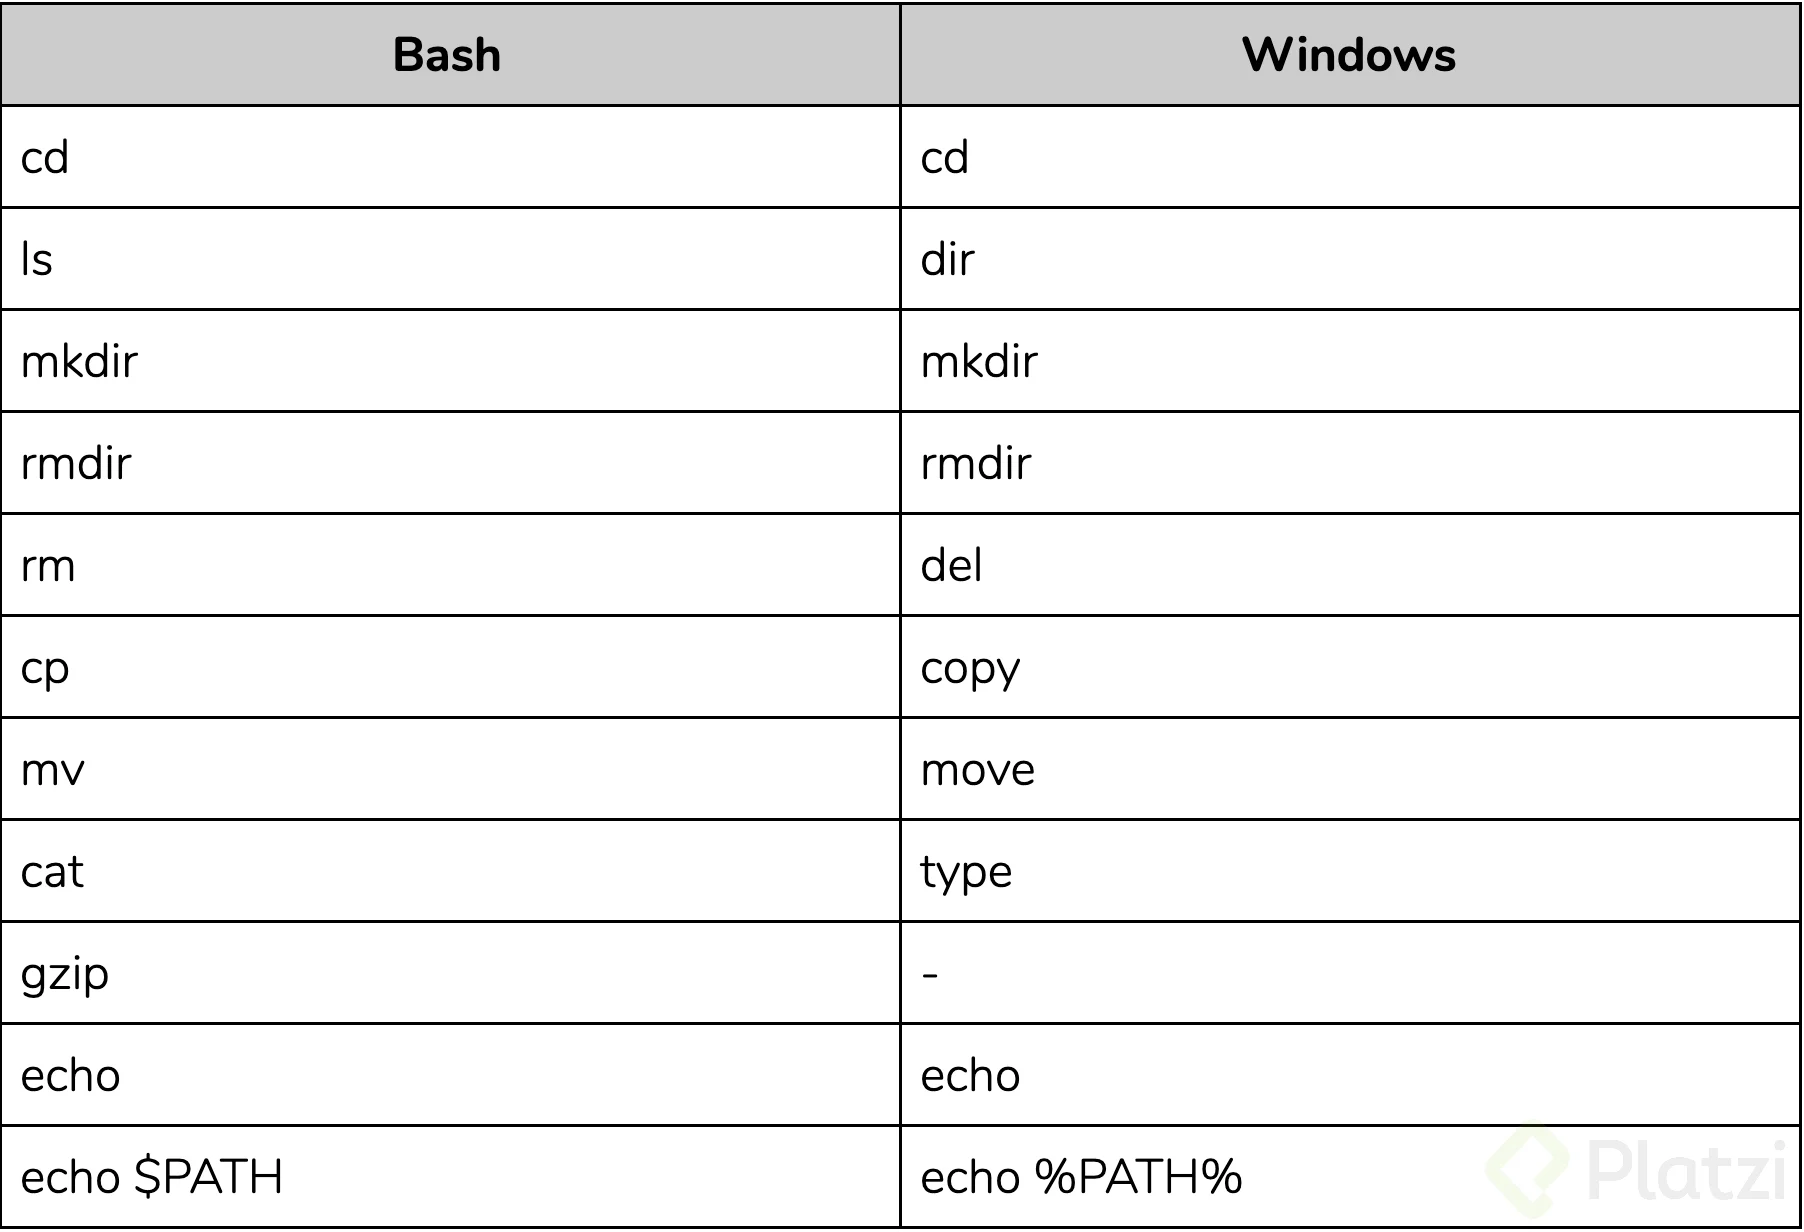 Bash Windows
cd cd
ls dir
mkdir mkdir
rmdir rmdir
rm del
cp copy
mv move
cat type
gzip -
echo echo
echo $PATH echo %PATH%
Platzi